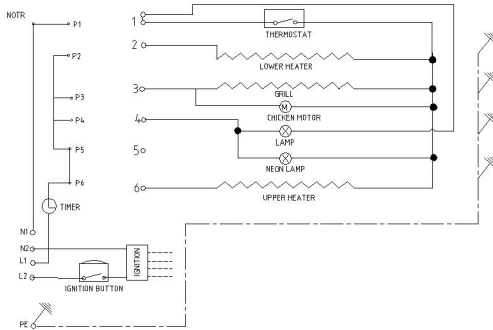 NOTR
P1
1
THERMOSTAT
2
P2
LOWER HEATER
3
P3
GRILL
M
CHICKEN MOTOR
4
P4
LAMP
5
P5
NEON LAMP
6
P6
UPPER HEATER
TIMER
N1
N2
L1
L2
IGNITION
IGNITION BUTTON
PE